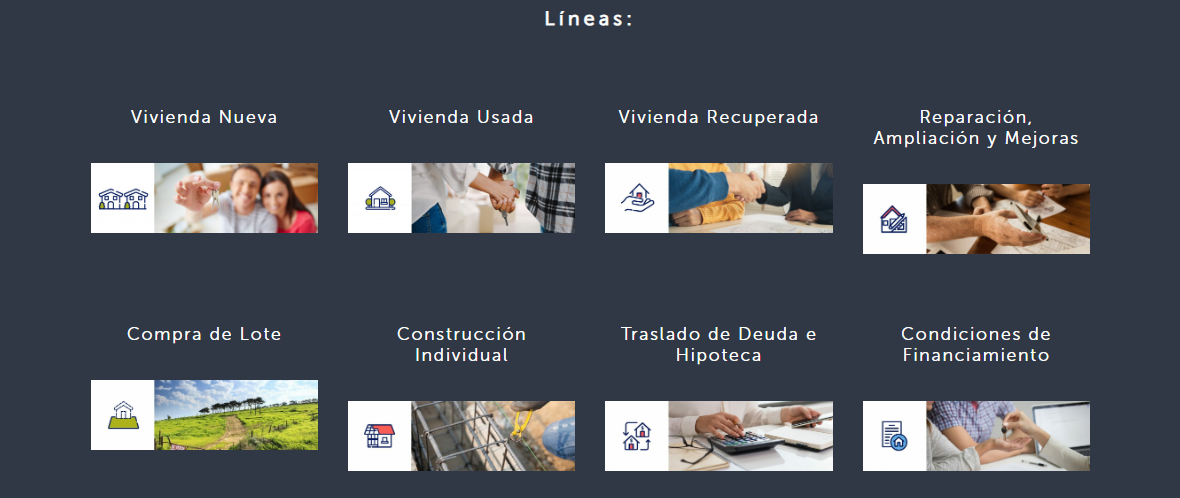 Líneas:
Vivienda Nueva
Vivienda Usada
Vivienda Recuperada
Reparación,
Ampliación y Mejoras
Compra de Lote
Construcción
Individual
Traslado de Deuda e
Hipoteca
Condiciones de
Financiamiento